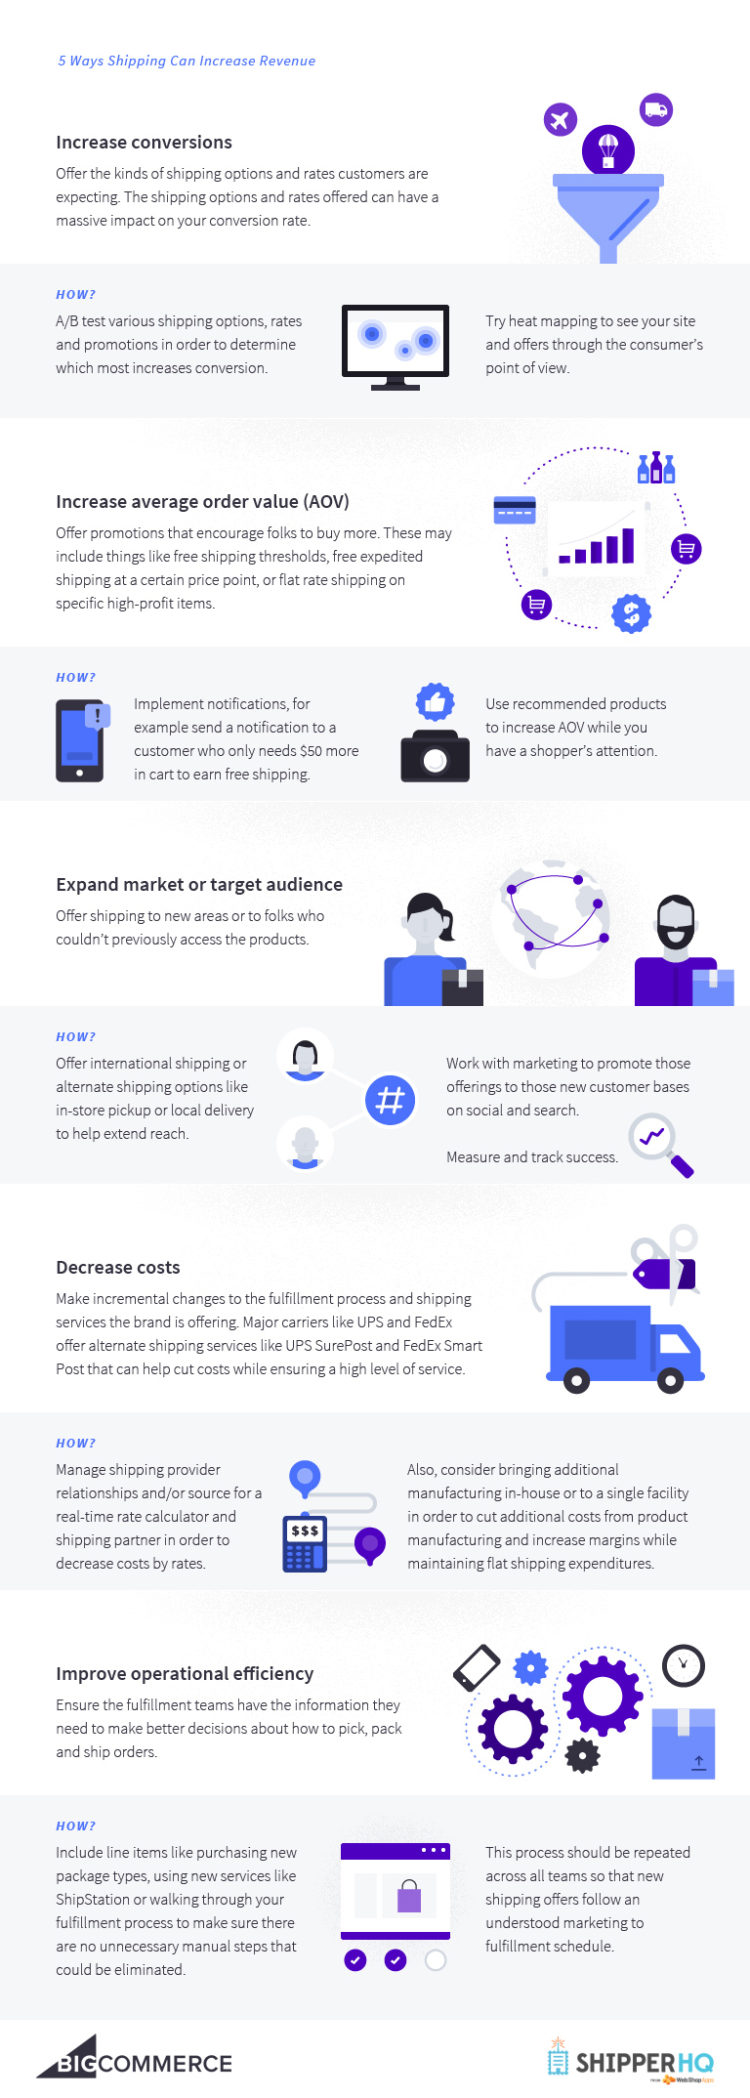 5 Ways Shipping Can Increase Revenue
Increase conversions
Offer the kinds of shipping options and rates customers are
expecting. The shipping options and rates offered can have a
massive impact on your conversion rate.
HOW?
A/B test various shipping options, rates
and promotions in order to determine
which most increases conversion.
Try heat mapping to see your site
and offers through the consumer's
point of view.
Increase average order value (AOV)
Offer promotions that encourage folks to buy more. These may
include things like free shipping thresholds, free expedited
shipping at a certain price point, or flat rate shipping on
specific high-profit items.
$
HOW?
!
Implement notifications, for
example send a notification to a
customer who only needs $50 more
in cart to earn free shipping.
Use recommended products
to increase AOV while you
have a shopper's attention.
Expand market or target audience
Offer shipping to new areas or to folks who
couldn't previously access the products.
HOW?
Offer international shipping or
alternate shipping options like
in-store pickup or local delivery
to help extend reach.
#
Work with marketing to promote those
offerings to those new customer bases
on social and search.
Measure and track success.
Decrease costs
Make incremental changes to the fulfillment process and shipping
services the brand is offering. Major carriers like UPS and FedEx
offer alternate shipping services like UPS SurePost and FedEx Smart
Post that can help cut costs while ensuring a high level of service.
HOW?
Manage shipping provider
relationships and/or source for a
real-time rate calculator and
shipping partner in order to
decrease costs by rates.
$$$
Also, consider bringing additional
manufacturing in-house or to a single facility
in order to cut additional costs from product
manufacturing and increase margins while
maintaining flat shipping expenditures.
Improve operational efficiency
Ensure the fulfillment teams have the information they
need to make better decisions about how to pick, pack
and ship orders.
HOW?
Include line items like purchasing new
package types, using new services like
ShipStation or walking through your
fulfillment process to make sure there
are no unnecessary manual steps that
could be eliminated.
This process should be repeated
across all teams so that new
shipping offers follow an
understood marketing to
fulfillment schedule.
BIGCOMMERCE
SHIPPERHQ
FROM WebShopApps